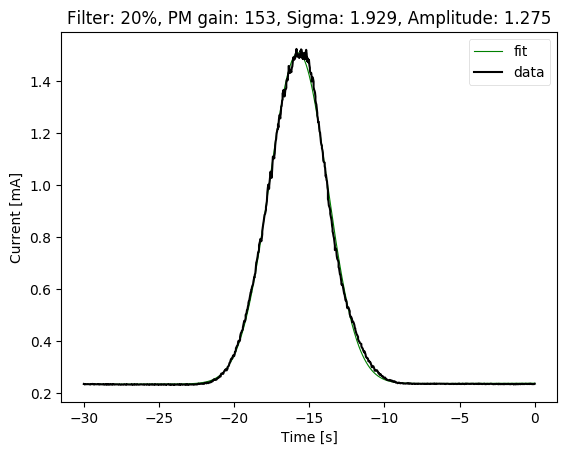 Filter: 20%, PM gain: 153, Sigma: 1.929, Amplitude: 1.275
fit
data
1.4
1.2
1.0
0.8
0.6
0.4
0.2
Current [mA]
−30
−25
−20
−15
−10
−5
0
Time [s]